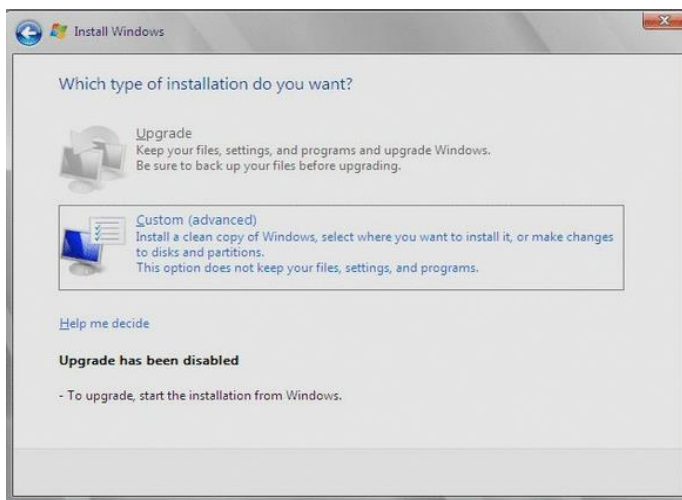 Install Windows
Which type of installation do you want?
Upgrade
Keep your files, settings, and programs and upgrade Windows.
Be sure to back up your files before upgrading.
Custom (advanced)
Install a clean copy of Windows, select where you want to install it, or make changes
to disks and partitions.
This option does not keep your files, settings, and programs.
Help me decide
Upgrade has been disabled
- To upgrade, start the installation from Windows.